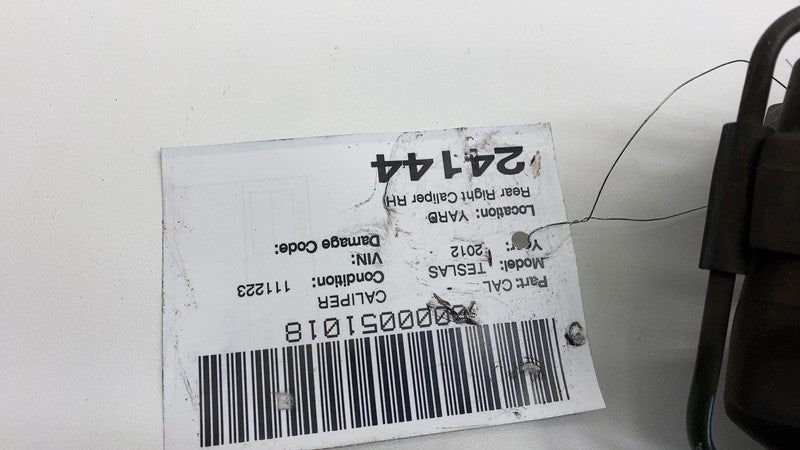 0000051018
Part: CAL CALIPER
Model: TESLAS Condition: 111223
Year: 2012 VIN:
Location: YARD Damage Code:
Rear Right Caliper RH
24144